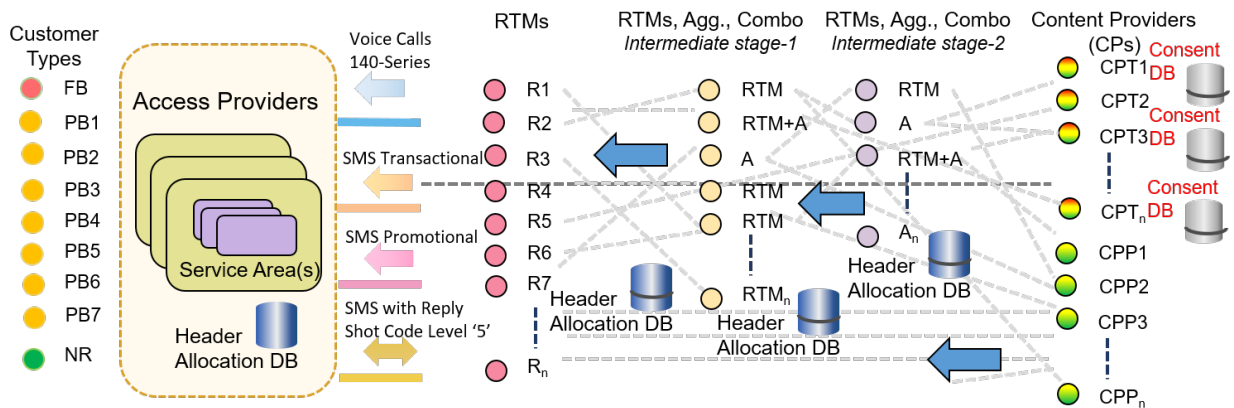 Customer
Types
FB
PB1
PB2
PB3
PB4
PB5
PB6
PB7
NR
Access Providers
Service Area(s)
Header
Allocation DB
Voice Calls
140-Series
SMS Transactional
SMS Promotional
SMS with Reply
Shot Code Level ‘5’
RTMs
R1
R2
R3
R4
R5
R6
R7
Rn
RTMs, Agg., Combo
Intermediate stage-1
RTM
RTM+A
A
RTM
RTM
RTMn
Header
Allocation DB
Header
Allocation DB
RTMs, Agg., Combo
Intermediate stage-2
RTM
A
RTM+A
An
Header
Allocation DB
Content Providers
(CPs)
CPT1
CPT2
CPT3
CPTn
CPP1
CPP2
CPP3
CPPn
Consent
DB
Consent
DB
Consent
DB